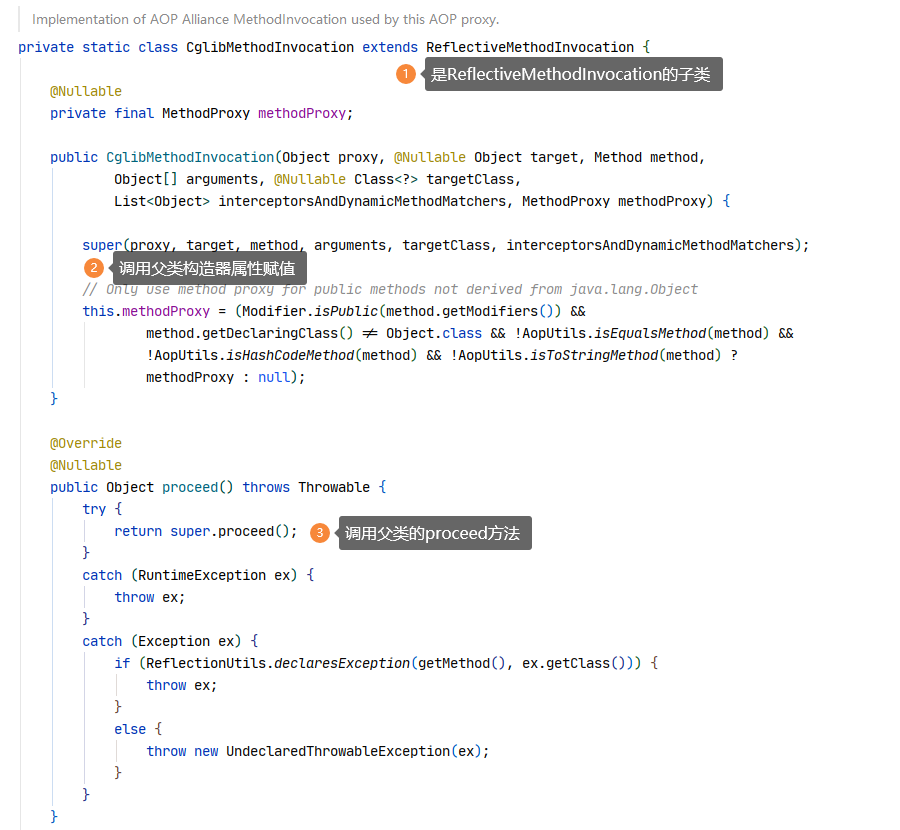 Implementation of AOP Alliance MethodInvocation used by this AOP proxy.
private static class CglibMethodInvocation extends ReflectiveMethodInvocation {
1 是ReflectiveMethodInvocation的子类
@Nullable
private final MethodProxy methodProxy;
public CglibMethodInvocation(Object proxy, @Nullable Object target, Method method,
Object[] arguments, @Nullable Class<?> targetClass,
List<Object> interceptorsAndDynamicMethodMatchers, MethodProxy methodProxy) {
super(proxy, target, method, arguments, targetClass, interceptorsAndDynamicMethodMatchers);
2 调用父类构造器属性赋值
// Only use method proxy for public methods not derived from java.lang.Object
this.methodProxy = (Modifier.isPublic(method.getModifiers()) &&
method.getDeclaringClass() ≠ Object.class && !AopUtils.isEqualsMethod(method) &&
!AopUtils.isHashCodeMethod(method) && !AopUtils.isToStringMethod(method) ?
methodProxy : null);
}
@Override
@Nullable
public Object proceed() throws Throwable {
try {
return super.proceed(); 3 调用父类的proceed方法
}
catch (RuntimeException ex) {
throw ex;
}
catch (Exception ex) {
if (ReflectionUtils.declaresException(getMethod(), ex.getClass())) {
throw ex;
}
else {
throw new UndeclaredThrowableException(ex);
}
}
}